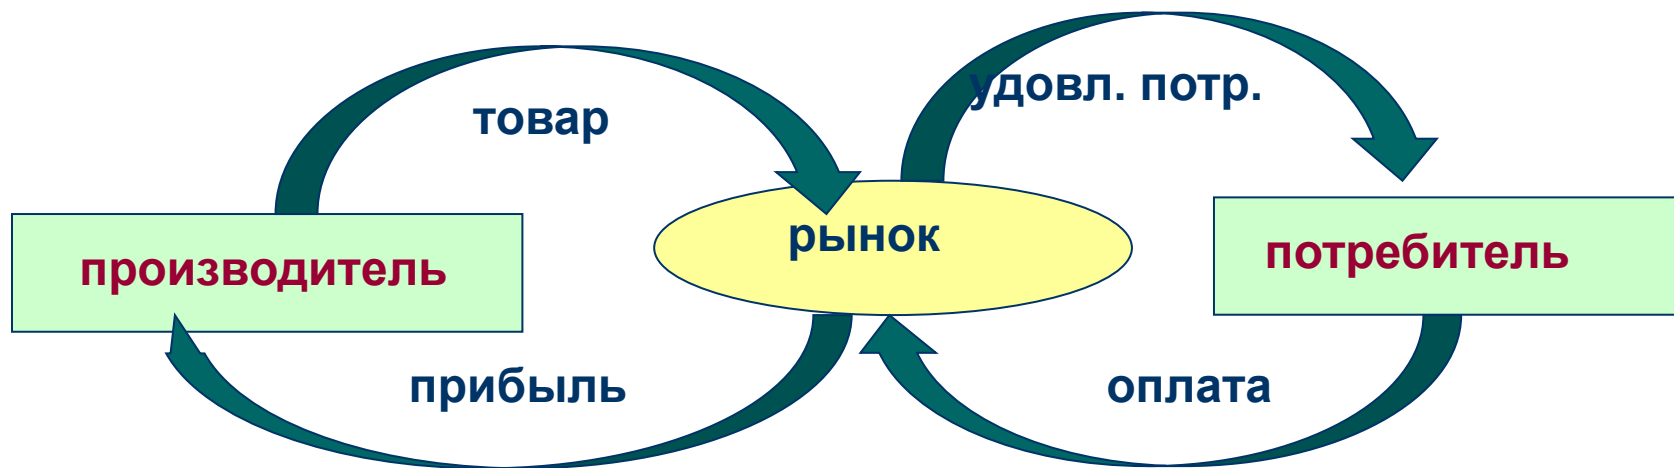 товар
удовл. потр.
производитель
рынок
потребитель
прибыль
оплата